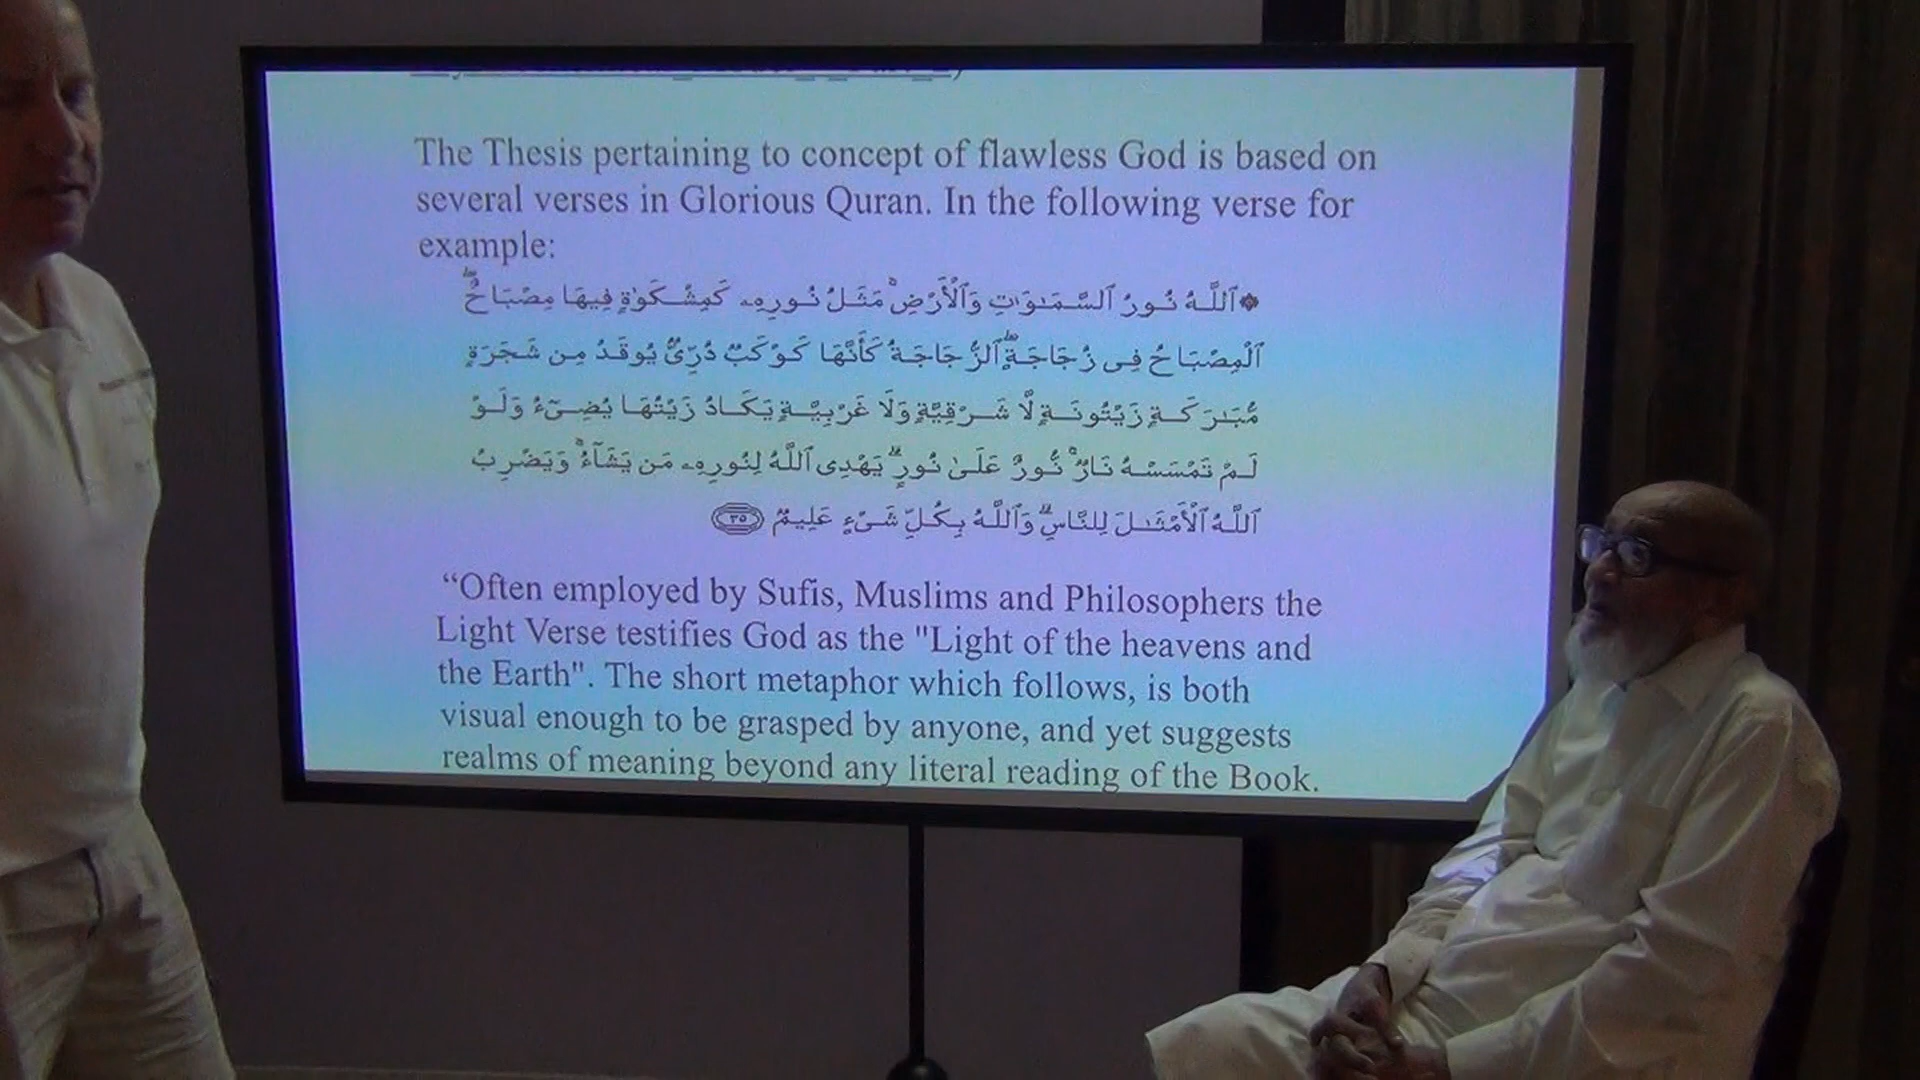 The Thesis pertaining to concept of flawless God is based on
several verses in Glorious Quran. In the following verse for
example:
۞ ٱللَّهُ نُورُ ٱلسَّمَـٰوَٰتِ وَٱلْأَرْضِ ۚ مَثَلُ نُورِهِۦ كَمِشْكَوٰةٍ فِيهَا مِصْبَاحٌ ۖ
ٱلْمِصْبَاحُ فِى زُجَاجَةٍ ۖ ٱلزُّجَاجَةُ كَأَنَّهَا كَوْكَبٌ دُرِّىٌّ يُوقَدُ مِن شَجَرَةٍ
مُّبَـٰرَكَةٍ زَيْتُونَةٍ لَّا شَرْقِيَّةٍ وَلَا غَرْبِيَّةٍ يَكَادُ زَيْتُهَا يُضِىٓءُ وَلَوْ
لَمْ تَمْسَسْهُ نَارٌ ۚ نُّورٌ عَلَىٰ نُورٍ ۗ يَهْدِى ٱللَّهُ لِنُورِهِۦ مَن يَشَآءُ ۚ وَيَضْرِبُ
ٱللَّهُ ٱلْأَمْثَـٰلَ لِلنَّاسِ ۗ وَٱللَّهُ بِكُلِّ شَىْءٍ عَلِيمٌ ٣٥
“Often employed by Sufis, Muslims and Philosophers the
Light Verse testifies God as the "Light of the heavens and
the Earth". The short metaphor which follows, is both
visual enough to be grasped by anyone, and yet suggests
realms of meaning beyond any literal reading of the Book.